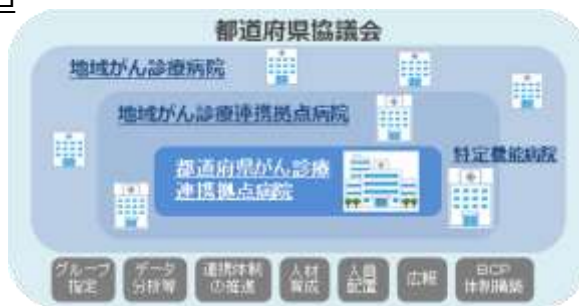 都道府県協議会
地域がん診療病院
地域がん診療連携拠点病院
特定機能病院
都道府県がん診療
連携拠点病院
グループ
指定
データ
分析等
連携体制
の推進
人材
育成
人員
配置
広報
BCP
体制構築